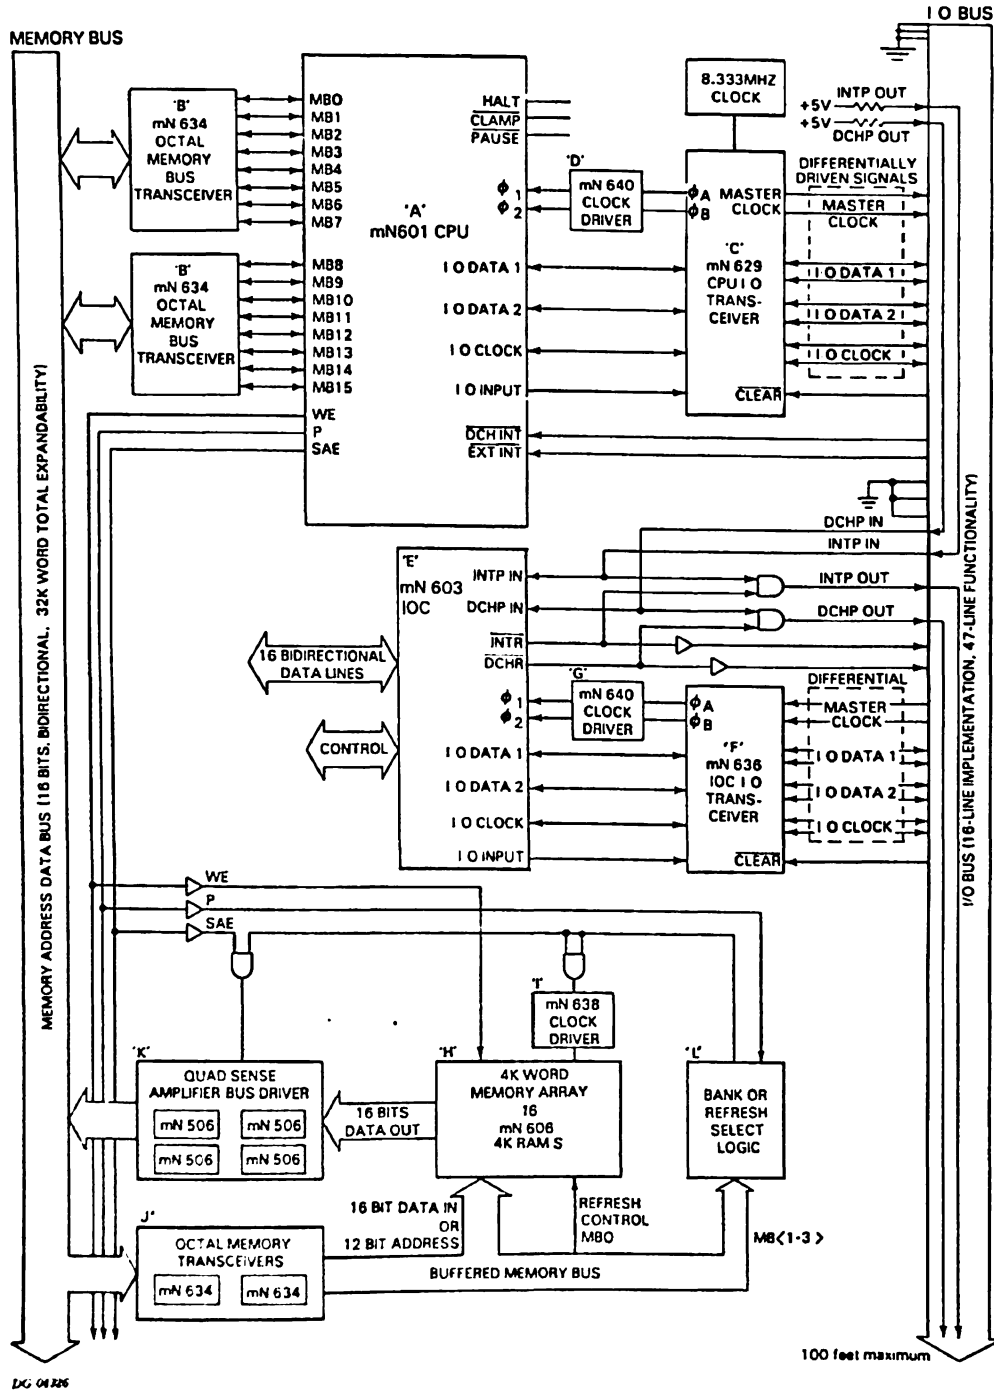 I O BUS
MEMORY BUS
'B'
mN 634
OCTAL
MEMORY
BUS
TRANSCEIVER
MB0
MB1
MB2
MB3
MB4
MB5
MB6
MB7
HALT
CLAMP
PAUSE
8.333MHZ
CLOCK
INTP OUT
+5V
+5V
DCHP OUT
'D'
mN 640
CLOCK
DRIVER
ϕ 1
ϕ 2
'A'
mN601 CPU
ϕ A
ϕ B
MASTER
CLOCK
'C'
mN 629
CPU I O
TRANS-
CEIVER
DIFFERENTIALLY
DRIVEN SIGNALS
MASTER
CLOCK
I O DATA 1
I O DATA 2
I O CLOCK
'B'
mN 634
OCTAL
MEMORY
BUS
TRANSCEIVER
MB8
MB9
MB10
MB11
MB12
MB13
MB14
MB15
WE
P
SAE
I O DATA 1
I O DATA 2
I O CLOCK
I O INPUT
CLEAR
DCH INT
EXT INT
DCHP IN
INTP IN
'E'
mN 603
IOC
INTP IN
DCHP IN
INTR
DCHR
INTP OUT
DCHP OUT
16 BIDIRECTIONAL
DATA LINES
CONTROL
'G'
mN 640
CLOCK
DRIVER
ϕ 1
ϕ 2
ϕ A
ϕ B
'F'
mN 636
IOC I O
TRANS-
CEIVER
DIFFERENTIAL
MASTER
CLOCK
I O DATA 1
I O DATA 2
I O CLOCK
I O DATA 1
I O DATA 2
I O CLOCK
I O INPUT
CLEAR
WE
P
SAE
'I'
mN 638
CLOCK
DRIVER
'K'
QUAD SENSE
AMPLIFIER BUS DRIVER
mN 506
mN 506
mN 506
mN 506
16 BITS
DATA OUT
'H'
4K WORD
MEMORY ARRAY
16
mN 606
4K RAM S
'L'
BANK OR
REFRESH
SELECT
LOGIC
16 BIT DATA IN
OR
12 BIT ADDRESS
REFRESH
CONTROL
MB0
MB<1-3>
J'
OCTAL MEMORY
TRANSCEIVERS
mN 634
mN 634
BUFFERED MEMORY BUS
MEMORY ADDRESS DATA BUS (16 BITS, BIDIRECTIONAL, 32K WORD TOTAL EXPANDABILITY)
I/O BUS (16-LINE IMPLEMENTATION, 47-LINE FUNCTIONALITY)
100 feet maximum
DG 04326